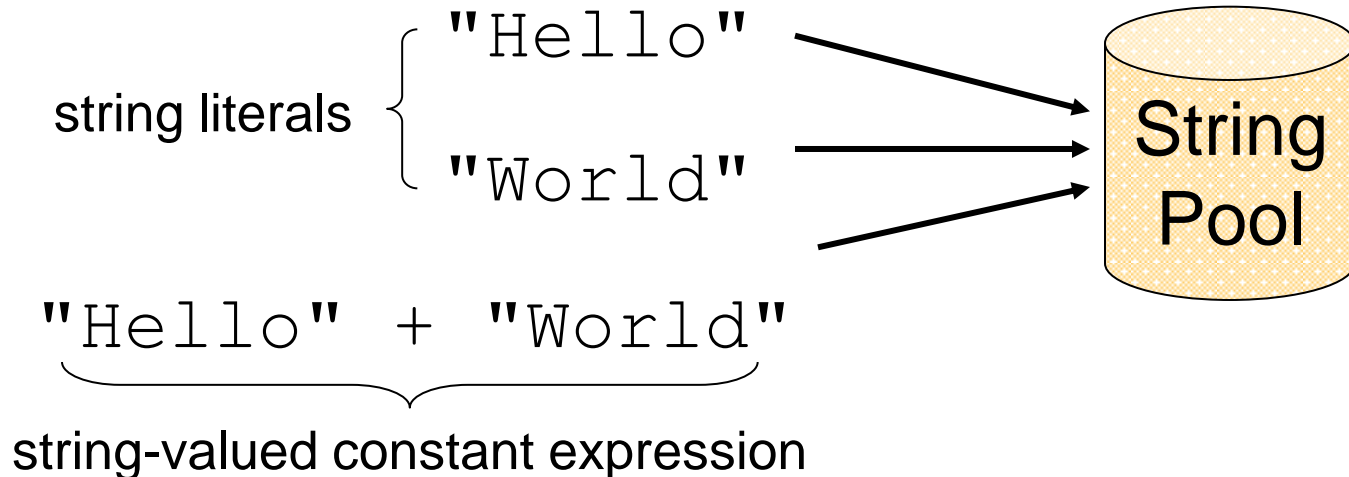 "Hello"
string literals
"World"
"Hello" + "World"
string-valued constant expression
String
Pool